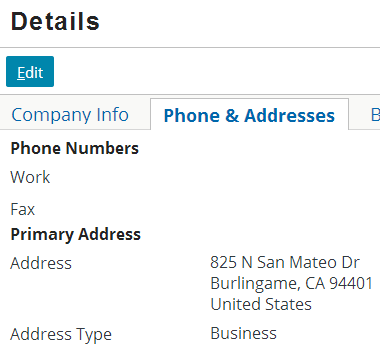 Details
Edit
Company Info Phone & Addresses B
Phone Numbers
Work
Fax
Primary Address
Address 825 N San Mateo Dr
Burlingame, CA 94401
United States
Address Type Business